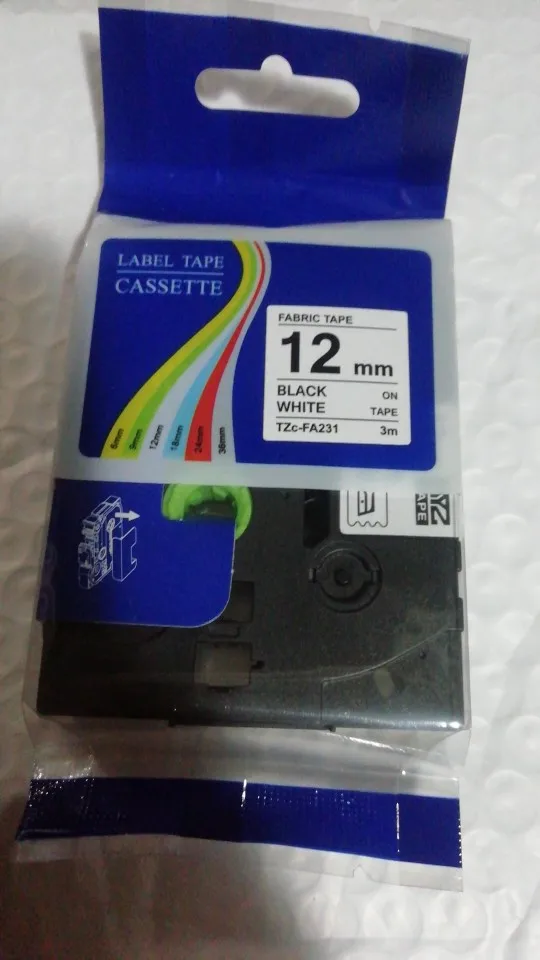 LABEL TAPE
CASSETTE
FABRIC TAPE
12 mm
BLACK ON
WHITE TAPE
TZc-FA231 3m
6mm
9mm
12mm
18mm
24mm
36mm
TAPE